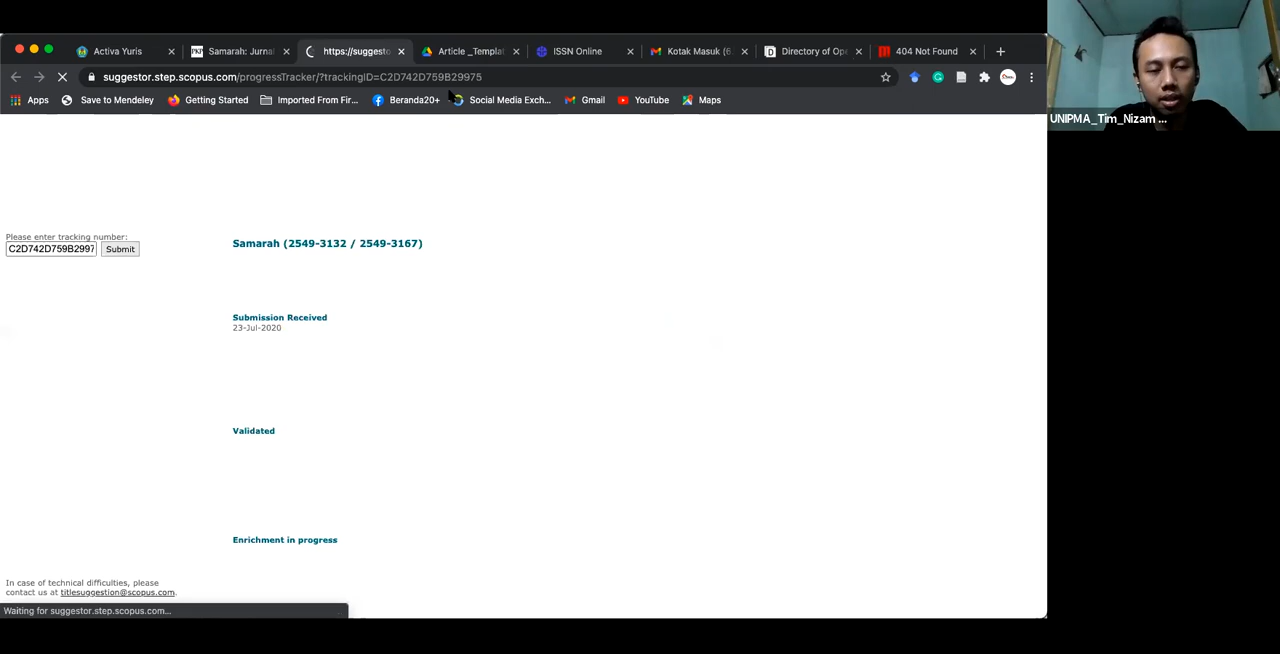 Activa Yuris
Samarah: Jurna
https://suggesto
Article _Templat
ISSN Online
Kotak Masuk (6.
Directory of Ope
404 Not Found
suggestor.step.scopus.com/progressTracker/?trackingID=C2D742D759B29975
Apps
Save to Mendeley
Getting Started
Imported From Fir...
Beranda20+
Social Media Exch...
Gmail
YouTube
Maps
UNIPMA_Tim_Nizam ...
Please enter tracking number:
C2D742D759B2997
Submit
Samarah (2549-3132 / 2549-3167)
Submission Received
23-Jul-2020
Validated
Enrichment in progress
In case of technical difficulties, please
contact us at titlesuggestion@scopus.com.
Waiting for suggestor.step.scopus.com...